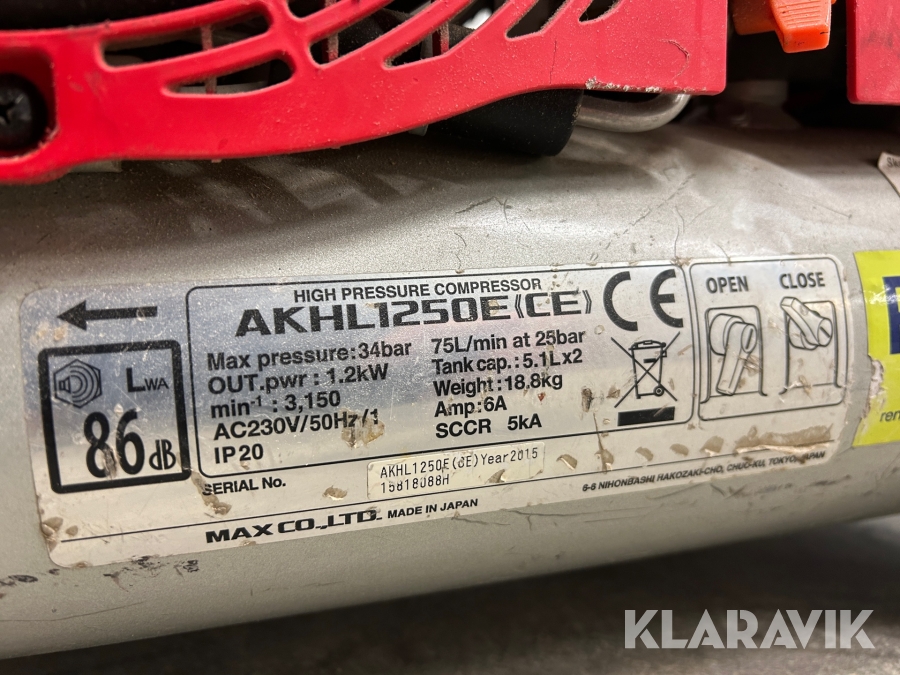 HIGH PRESSURE COMPRESSOR
AKHL1250E《CE》
CE
Max pressure:34bar
OUT.pwr : 1.2kW
min-1 : 3,150
AC230V/50Hz/1
IP20
75L/min at 25bar
Tank cap.: 5.1L x2
Weight:18.8kg
Amp:6A
SCCR 5kA
LWA
86 dB
OPEN CLOSE
SERIAL No.
AKHL1250E(CE)Year2015
15818088H
MAX CO.,LTD. MADE IN JAPAN
6-6 NIHONBASHI HAKOZAKI-CHO, CHUO-KU, TOKYO, JAPAN
ren
KLARAVIK